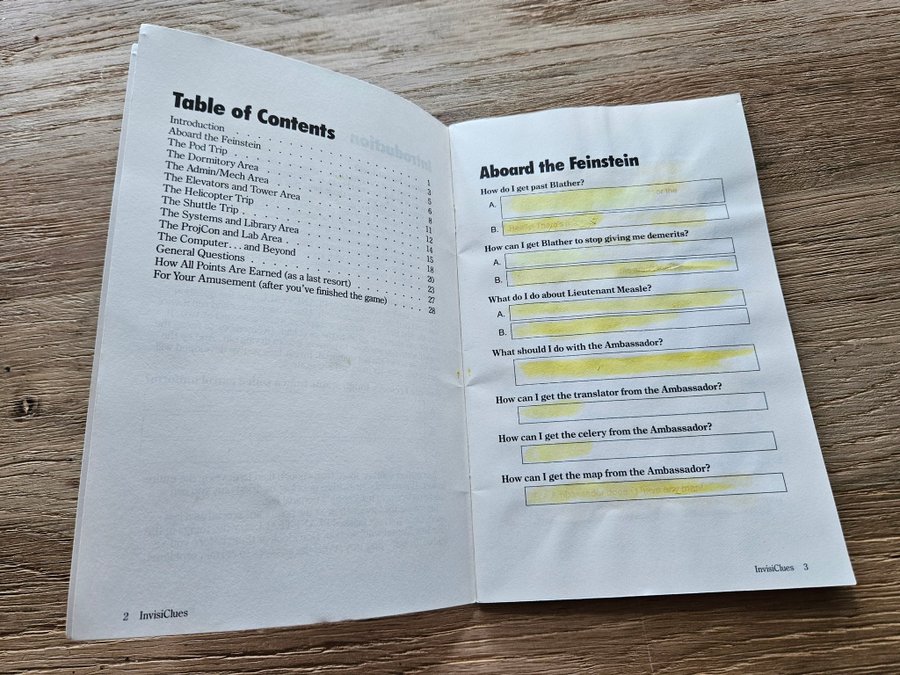 Table of Contents
Introduction . . . . . . . . . . 1
Aboard the Feinstein . . . . . . . . . . 3
The Pod Trip . . . . . . . . . . 5
The Dormitory Area . . . . . . . . . . 6
The Admin/Mech Area . . . . . . . . . . 8
The Elevators and Tower Area . . . . . . . . . . 11
The Helicopter Trip . . . . . . . . . . 12
The Shuttle Trip . . . . . . . . . . 14
The Systems and Library Area . . . . . . . . . . 15
The ProjCon and Lab Area . . . . . . . . . . 18
The Computer. . . and Beyond . . . . . . . . . . 20
General Questions . . . . . . . . . . 23
How All Points Are Earned (as a last resort) . . . . . . . . . . 27
For Your Amusement (after you've finished the game) . . . . . 28
2 InvisiClues
Aboard the Feinstein
How do I get past Blather?
A.
or the
B.
How can I get Blather to stop giving me demerits?
A.
B.
What do I do about Lieutenant Measle?
A.
B.
What should I do with the Ambassador?
How can I get the translator from the Ambassador?
How can I get the celery from the Ambassador?
How can I get the map from the Ambassador?
InvisiClues 3